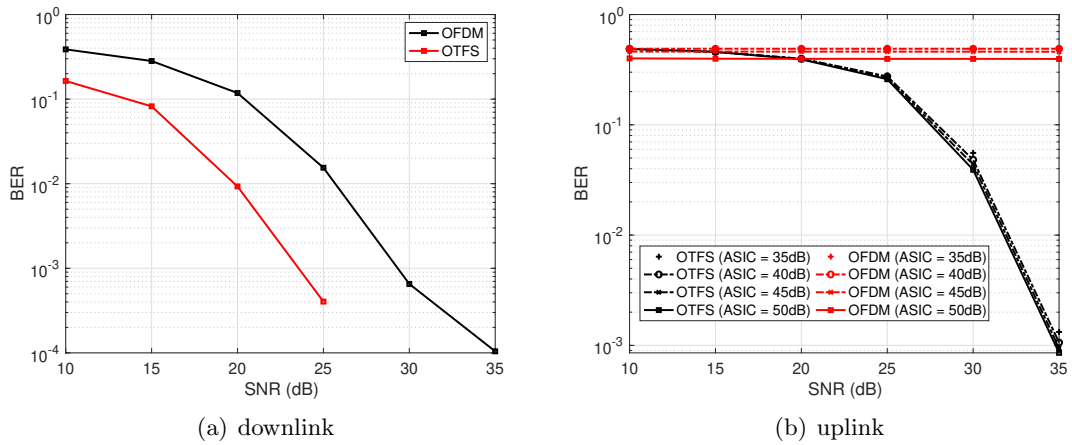 10^0
10^-1
10^-2
10^-3
10^-4
BER
10 15 20 25 30 35
SNR (dB)
OFDM
OTFS
(a) downlink
10^0
10^-1
10^-2
10^-3
BER
10 15 20 25 30 35
SNR (dB)
OTFS (ASIC = 35dB)
OTFS (ASIC = 40dB)
OTFS (ASIC = 45dB)
OTFS (ASIC = 50dB)
OFDM (ASIC = 35dB)
OFDM (ASIC = 40dB)
OFDM (ASIC = 45dB)
OFDM (ASIC = 50dB)
(b) uplink